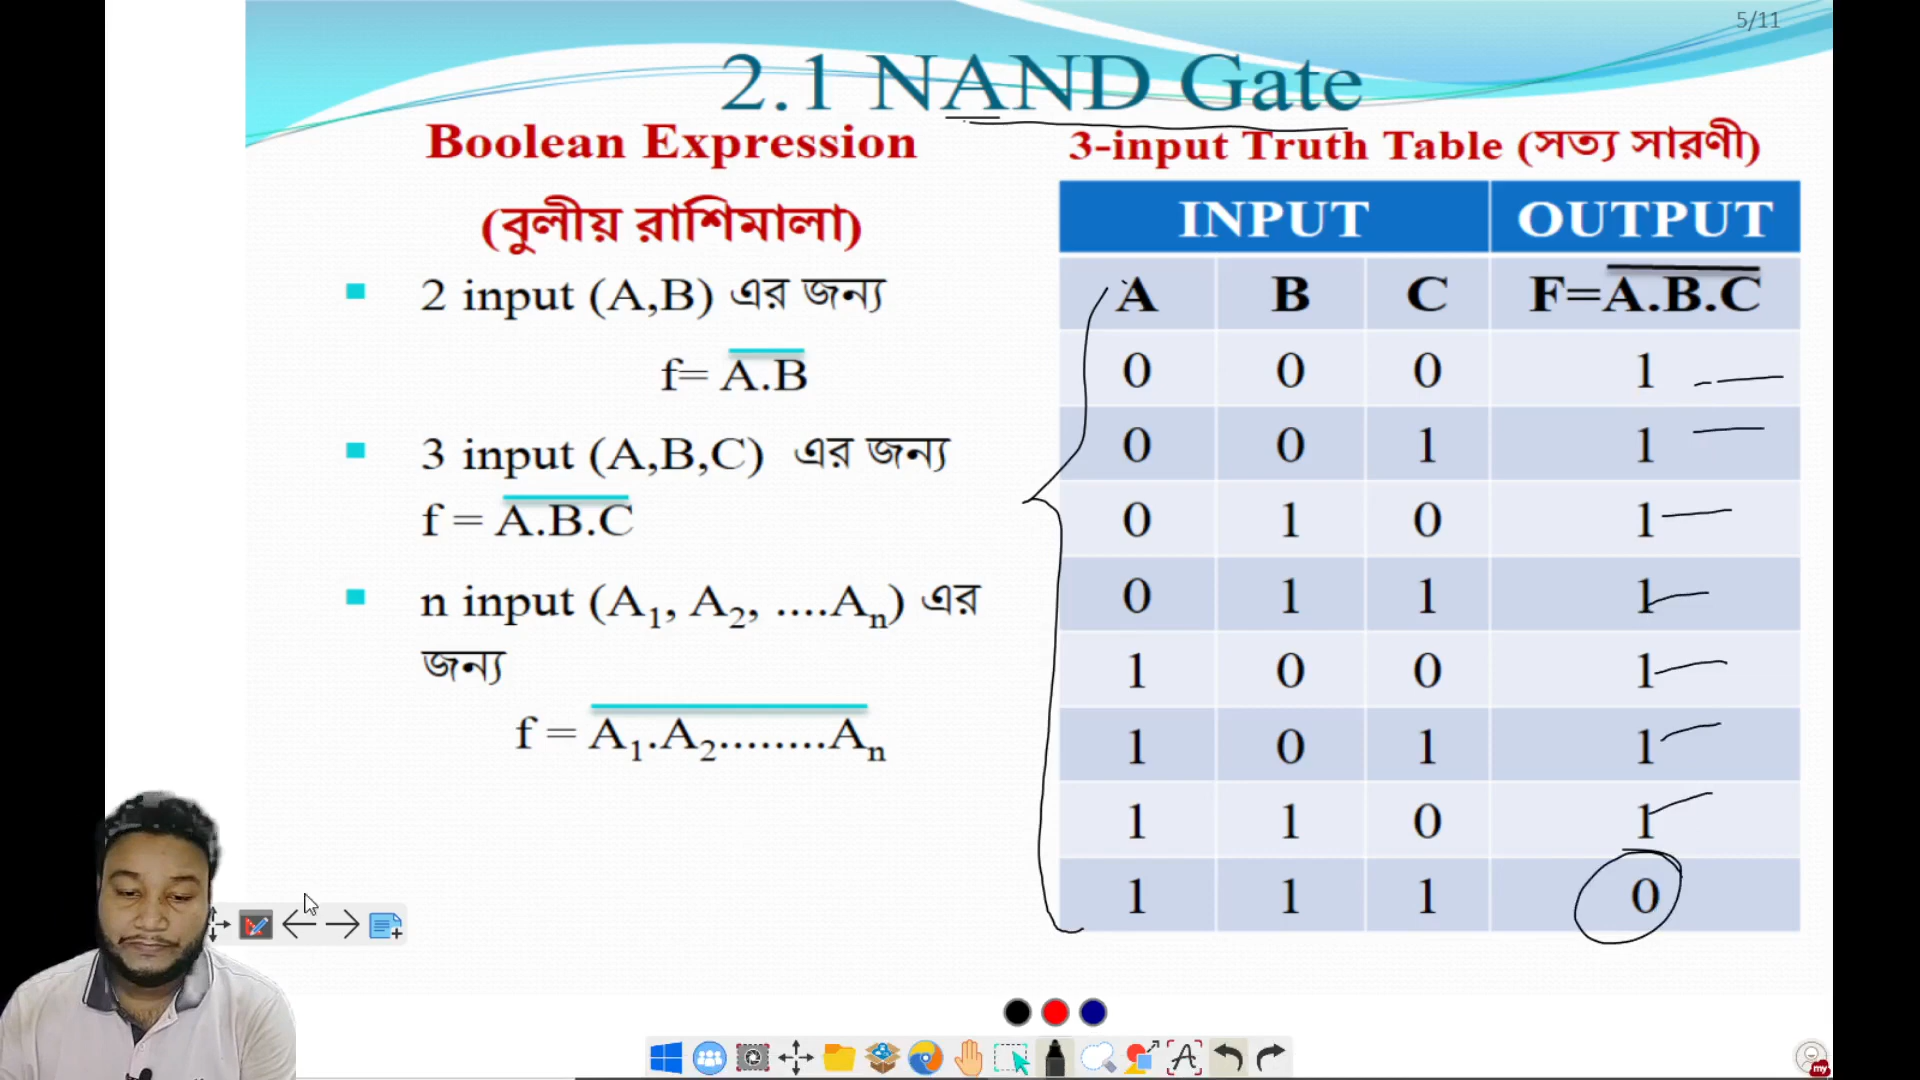 5/11
2.1 NAND Gate
Boolean Expression
(বুলীয় রাশিমালা)
2 input (A,B) এর জন্য
f= A̅.̅B̅
3 input (A,B,C) এর জন্য
f = A̅.̅B̅.̅C̅
n input (A₁, A₂, ....Aₙ) এর
জন্য
f = A̅₁̅.̅A̅₂̅.̅.̅.̅.̅.̅.̅.̅.̅A̅ₙ̅
3-input Truth Table (সত্য সারণী)
INPUT OUTPUT
A B C F=A̅.̅B̅.̅C̅
0 0 0 1
0 0 1 1
0 1 0 1
0 1 1 1
1 0 0 1
1 0 1 1
1 1 0 1
1 1 1 0
my